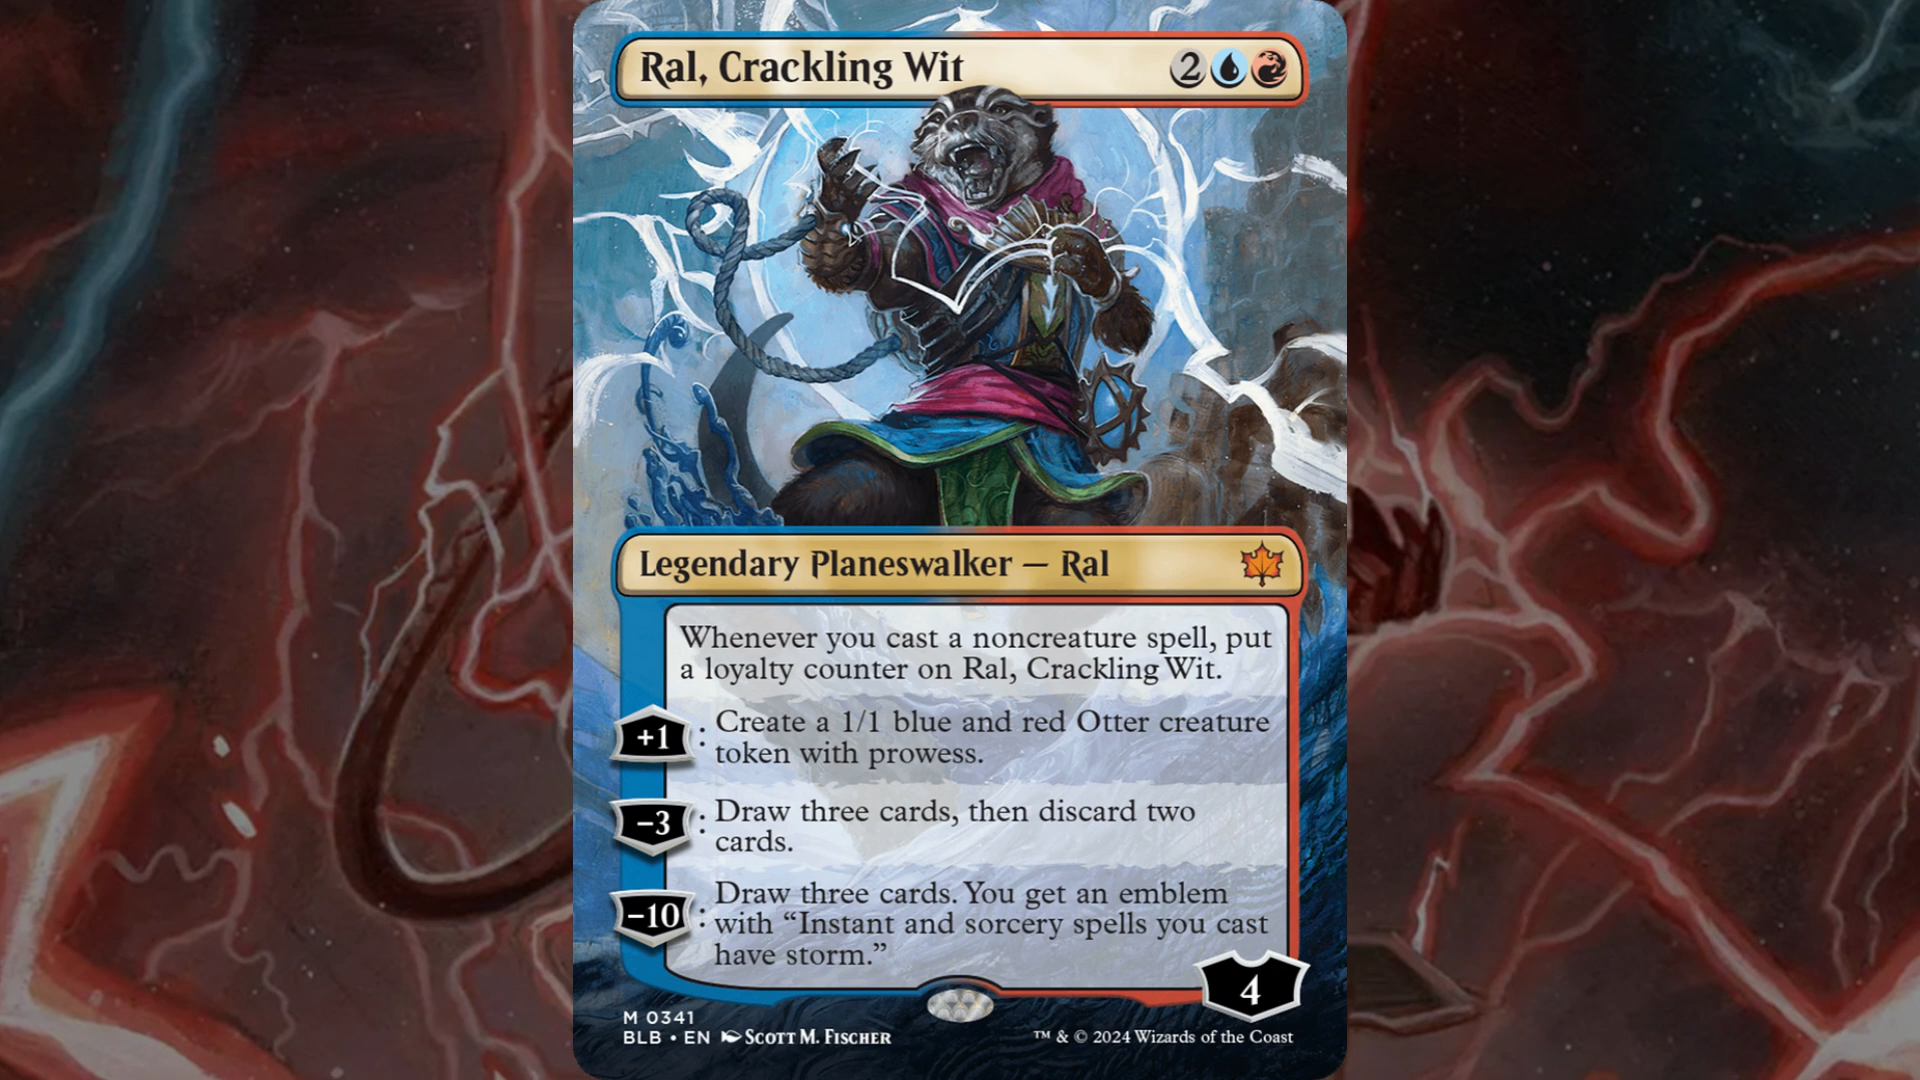 Ral, Crackling Wit 2
Legendary Planeswalker — Ral
Whenever you cast a noncreature spell, put
a loyalty counter on Ral, Crackling Wit.
+1 : Create a 1/1 blue and red Otter creature
token with prowess.
−3 : Draw three cards, then discard two
cards.
Draw three cards. You get an emblem
−10 : with “Instant and sorcery spells you cast
have storm.”
4
M 0341
BLB • EN Scott M. Fischer
™ & © 2024 Wizards of the Coast